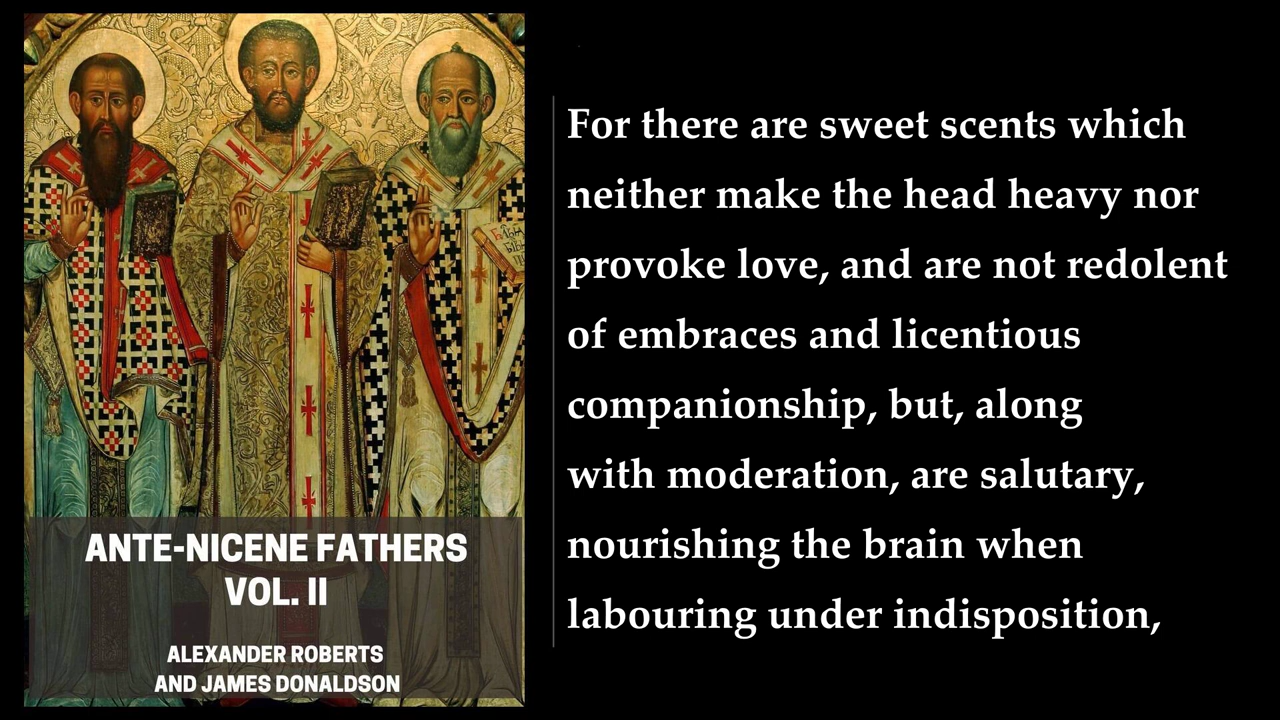 ANTE-NICENE FATHERS
VOL. II
ALEXANDER ROBERTS
AND JAMES DONALDSON
For there are sweet scents which
neither make the head heavy nor
provoke love, and are not redolent
of embraces and licentious
companionship, but, along
with moderation, are salutary,
nourishing the brain when
labouring under indisposition,